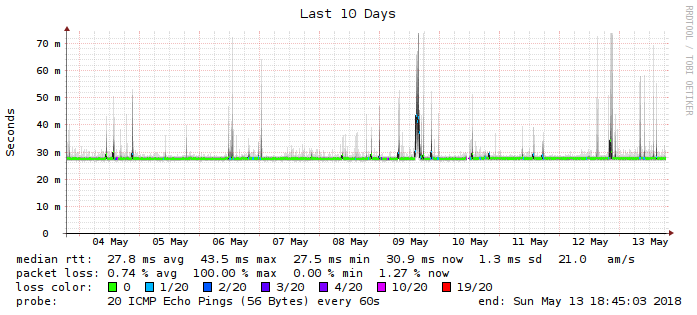 Last 10 Days
RRDTOOL / TOBI OETIKER
Seconds
70 m
60 m
50 m
40 m
30 m
20 m
10 m
0
04 May 05 May 06 May 07 May 08 May 09 May 10 May 11 May 12 May 13 May
median rtt: 27.8 ms avg 43.5 ms max 27.5 ms min 30.9 ms now 1.3 ms sd 21.0 am/s
packet loss: 0.74 % avg 100.00 % max 0.00 % min 1.27 % now
loss color: 0 1/20 2/20 3/20 4/20 10/20 19/20
probe: 20 ICMP Echo Pings (56 Bytes) every 60s end: Sun May 13 18:45:03 2018